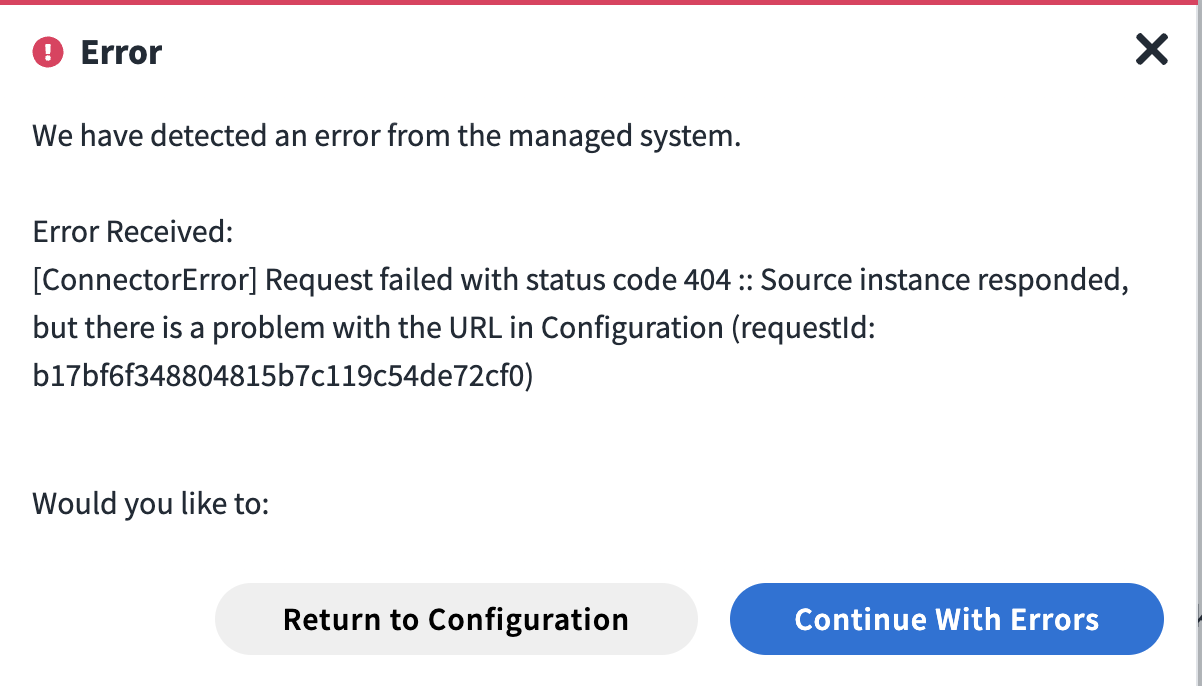 Error
We have detected an error from the managed system.
Error Received:
[ConnectorError] Request failed with status code 404 :: Source instance responded,
but there is a problem with the URL in Configuration (requestId:
b17bf6f348804815b7c119c54de72cf0)
Would you like to:
Return to Configuration
Continue With Errors